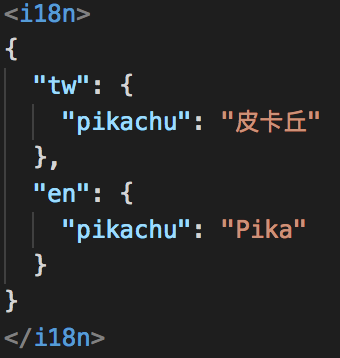 <i18n>
{
  "tw": {
    "pikachu": "皮卡丘"
  },
  "en": {
    "pikachu": "Pika"
  }
}
</i18n>